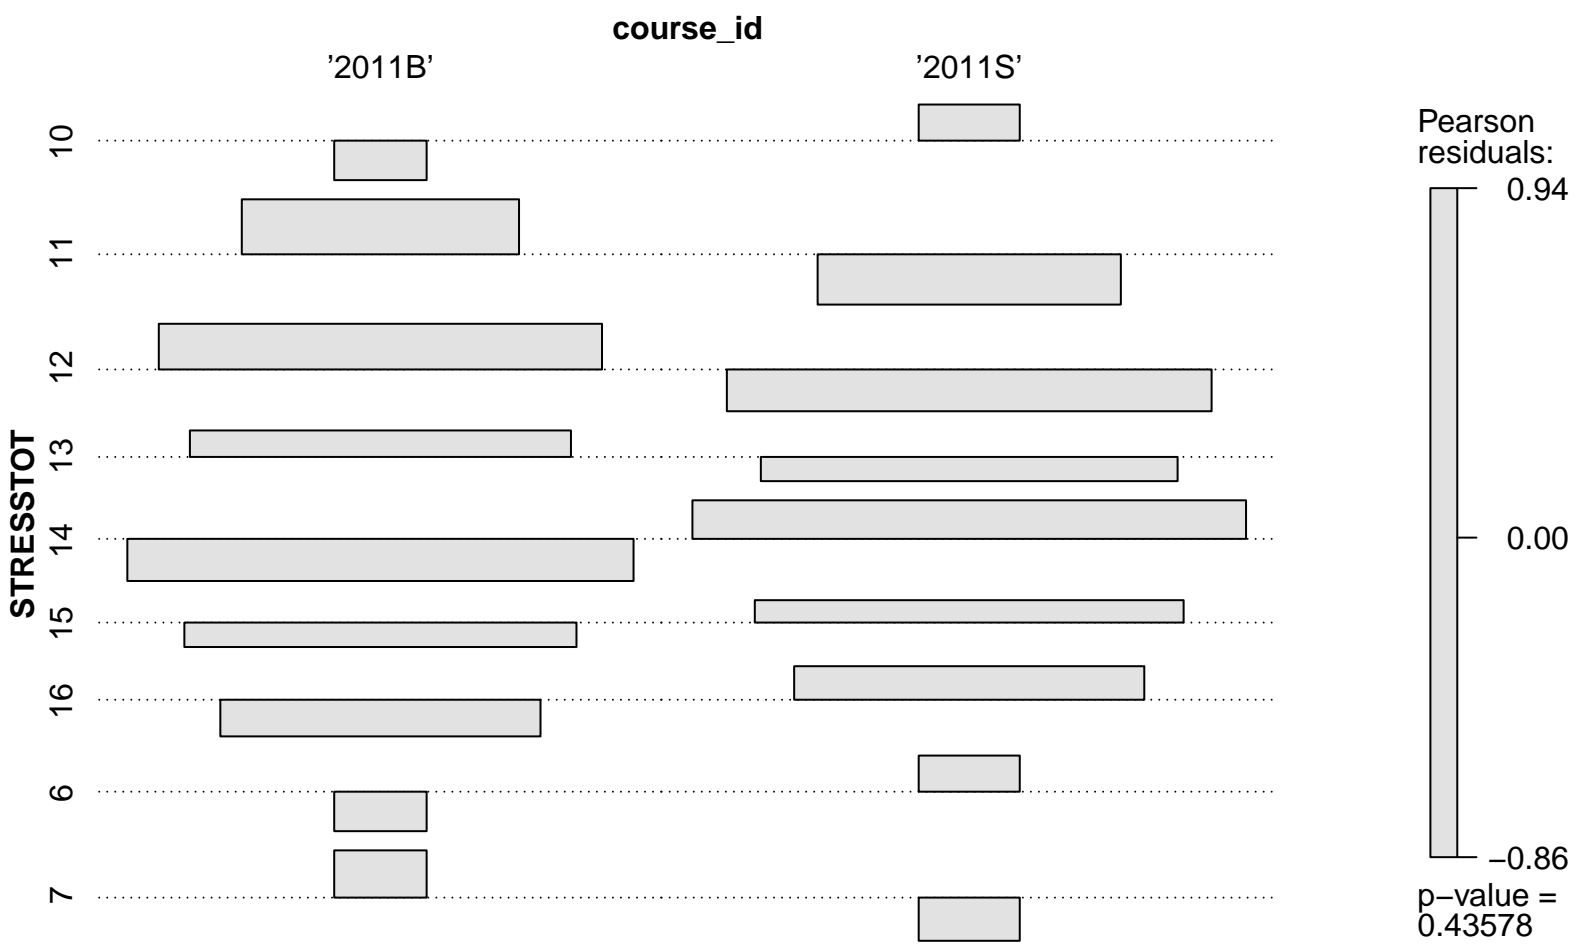 course_id
’2011B’
’2011S’
STRESSTOT
10
11
12
13
14
15
16
6
7
Pearson
residuals:
0.94
0.00
−0.86
p−value =
0.43578